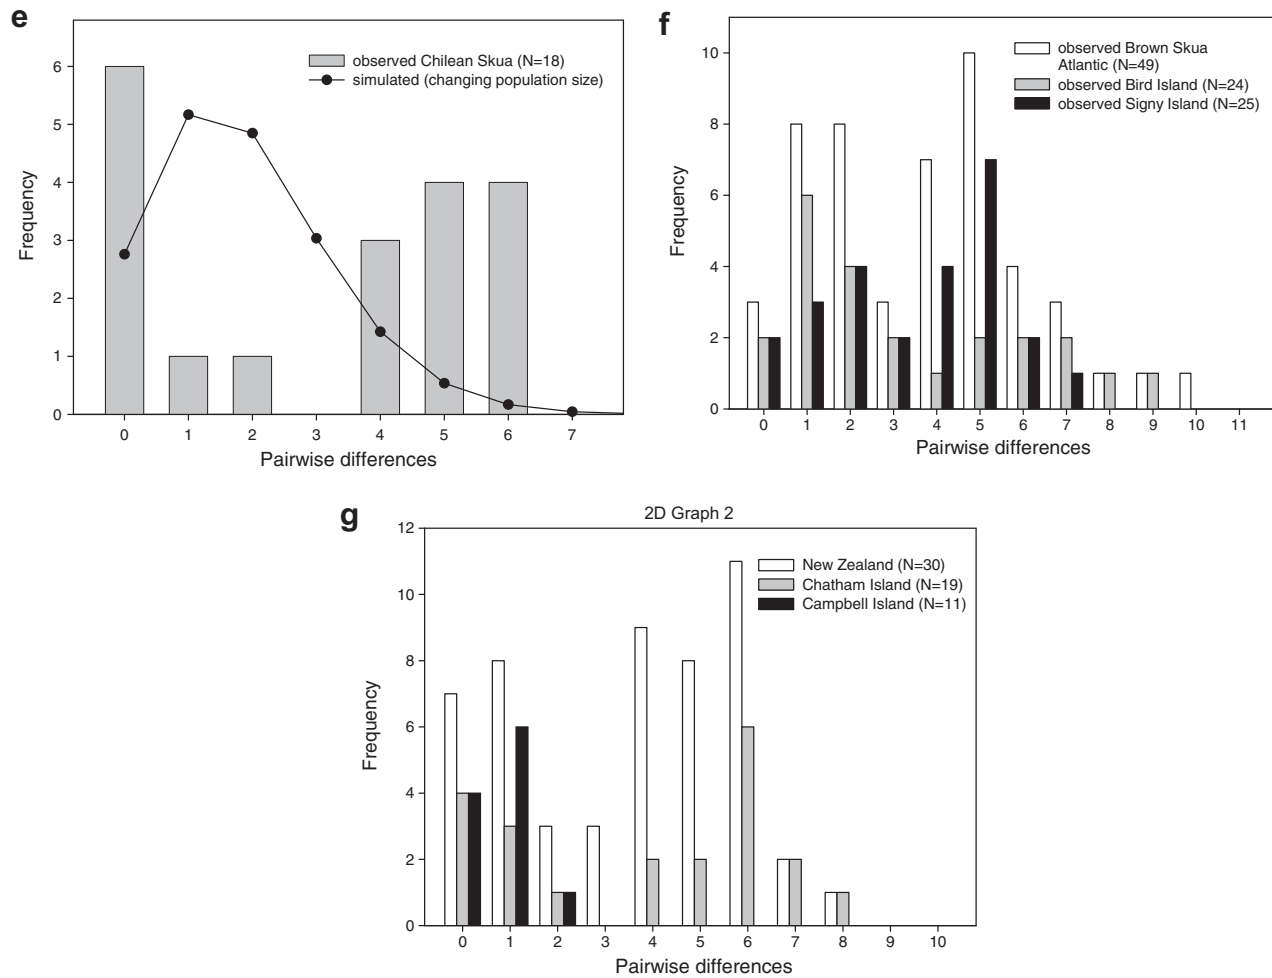 e
observed Chilean Skua (N=18)
simulated (changing population size)
Frequency
6
5
4
3
2
1
0
0 1 2 3 4 5 6 7
Pairwise differences
f
observed Brown Skua
Atlantic (N=49)
observed Bird Island (N=24)
observed Signy Island (N=25)
Frequency
10
8
6
4
2
0
0 1 2 3 4 5 6 7 8 9 10 11
Pairwise differences
g
2D Graph 2
New Zealand (N=30)
Chatham Island (N=19)
Campbell Island (N=11)
Frequency
12
10
8
6
4
2
0
0 1 2 3 4 5 6 7 8 9 10
Pairwise differences